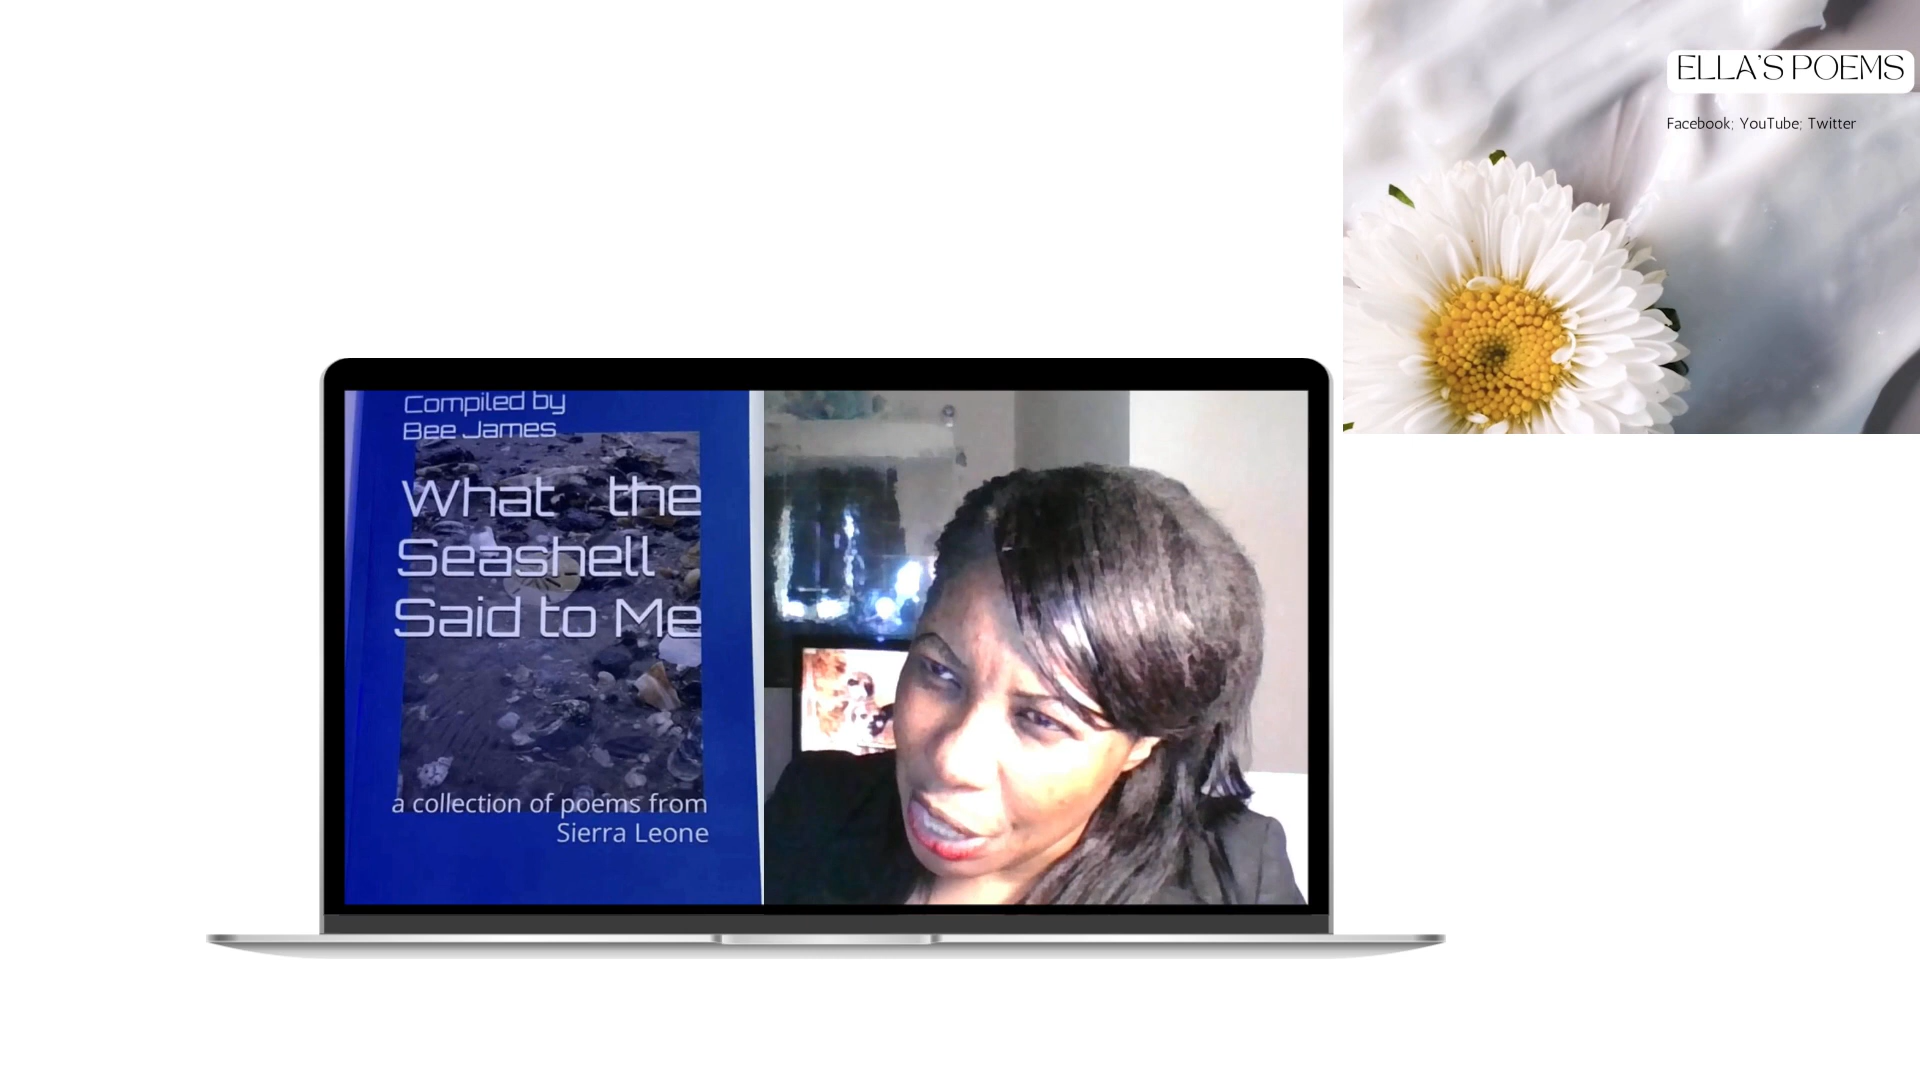 ELLA'S POEMS
Facebook; YouTube; Twitter
Compiled by
Bee James
What the
Seashell
Said to Me
a collection of poems from
Sierra Leone